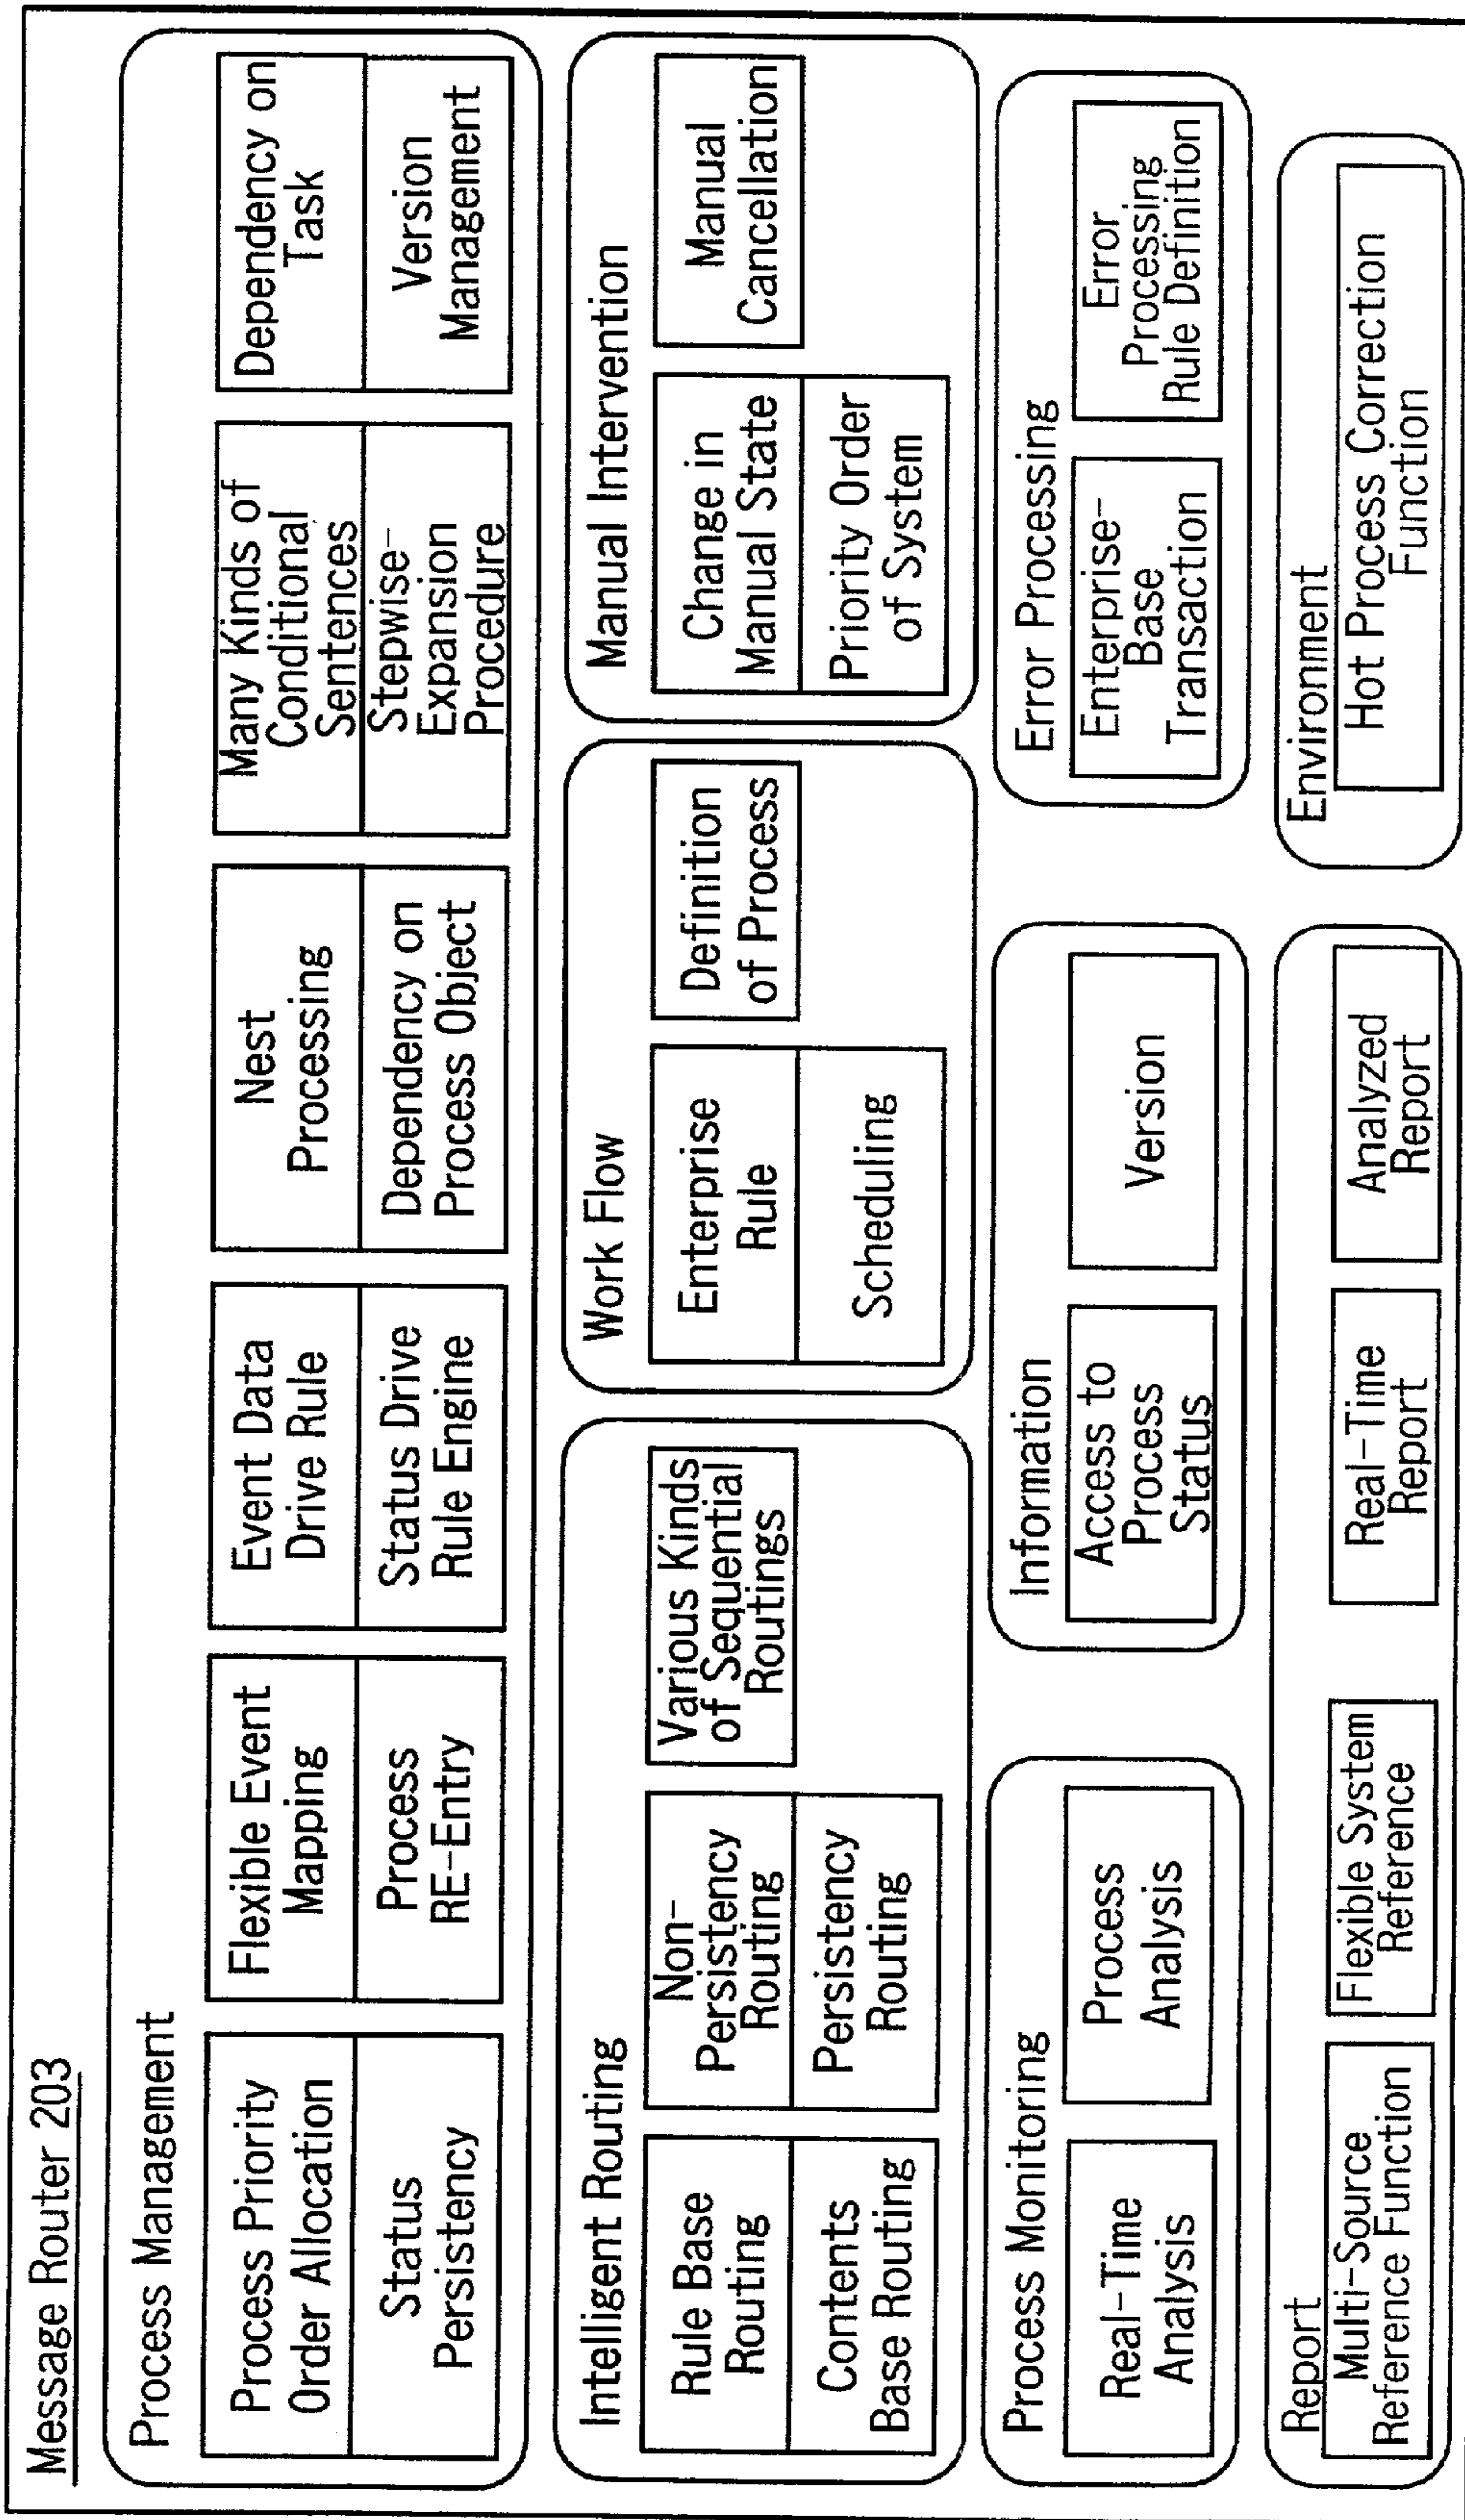 Message Router 203
Process Management
Process Priority
Order Allocation
Status
Persistency
Flexible Event
Mapping
Process
RE-Entry
Event Data
Drive Rule
Status Drive
Rule Engine
Nest
Processing
Dependency on
Process Object
Many Kinds of
Conditional
Sentences
Stepwise-
Expansion
Procedure
Dependency on
Task
Version
Management
Intelligent Routing
Rule Base
Routing
Contents
Base Routing
Non-
Persistency
Routing
Persistency
Routing
Various Kinds
of Sequential
Routings
Work Flow
Enterprise
Rule
Scheduling
Definition
of Process
Manual Intervention
Change in
Manual State
Priority Order
of System
Manual
Cancellation
Process Monitoring
Real-Time
Analysis
Process
Analysis
Information
Access to
Process
Status
Version
Error Processing
Enterprise-
Base
Transaction
Error
Processing
Rule Definition
Report
Multi-Source
Reference Function
Flexible System
Reference
Real-Time
Report
Analyzed
Report
Environment
Hot Process Correction
Function